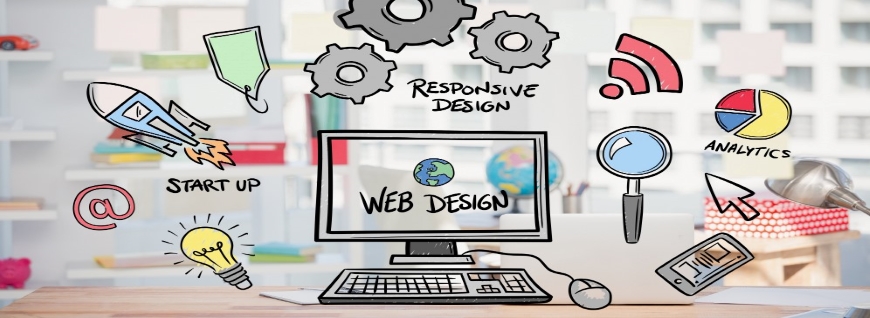 RESPONSIVE
DESIGN
ANALYTICS
START UP
WEB DESIGN
@